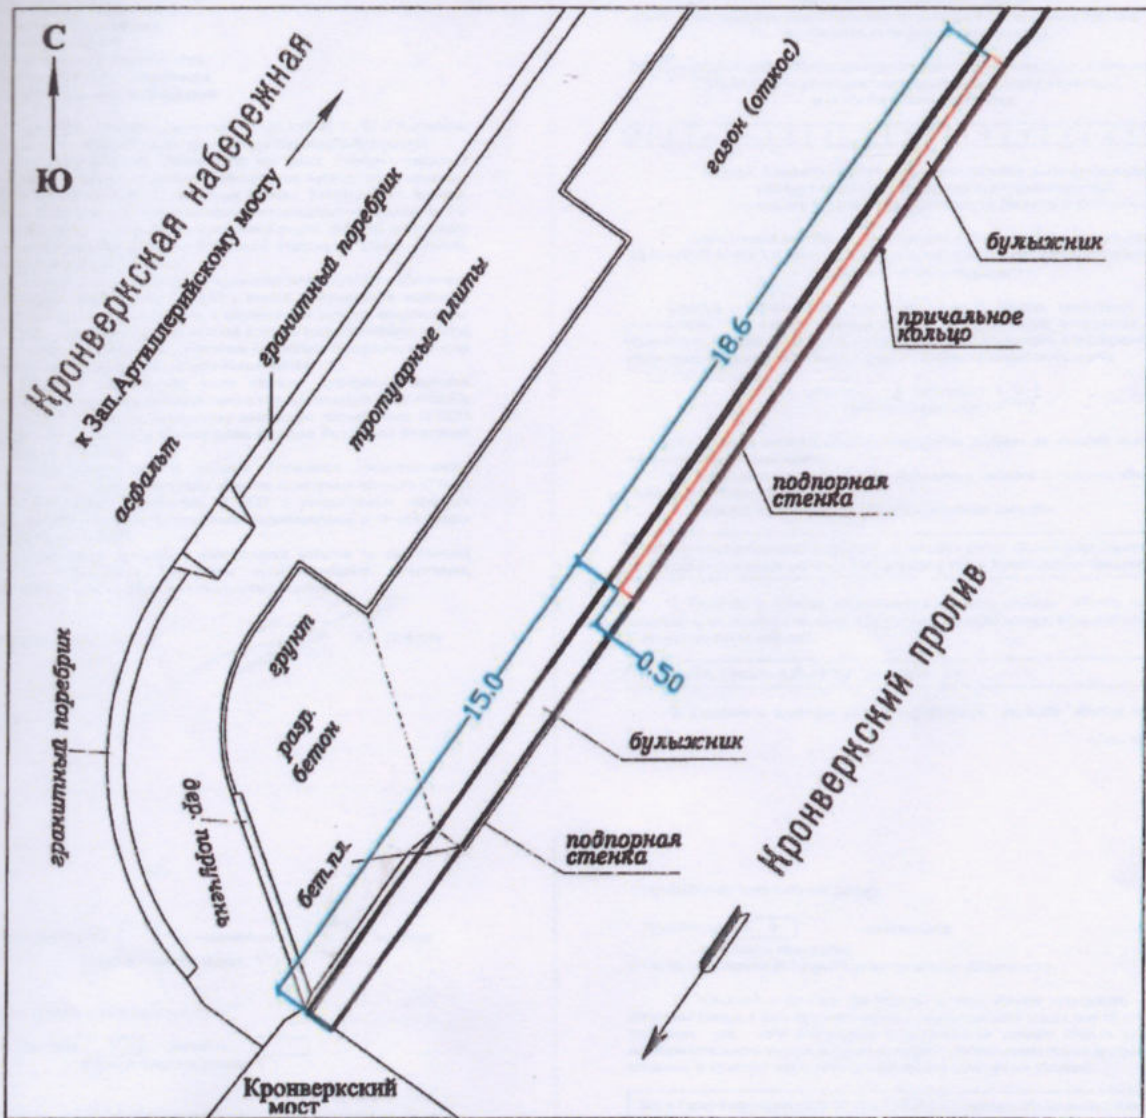 С
Ю
Кронверкская набережная
к Зап.Артиллерийскому мосту
гранитный поребрик
тротуарные плиты
асфальт
газон (откос)
булыжник
причальное
кольцо
18.6
подпорная
стенка
Кронверкский пролив
0.50
15.0
грунт
разр.
бетон
гранитный поребрик
дер. поручень
бет.пл.
булыжник
подпорная
стенка
Кронверкский
мост